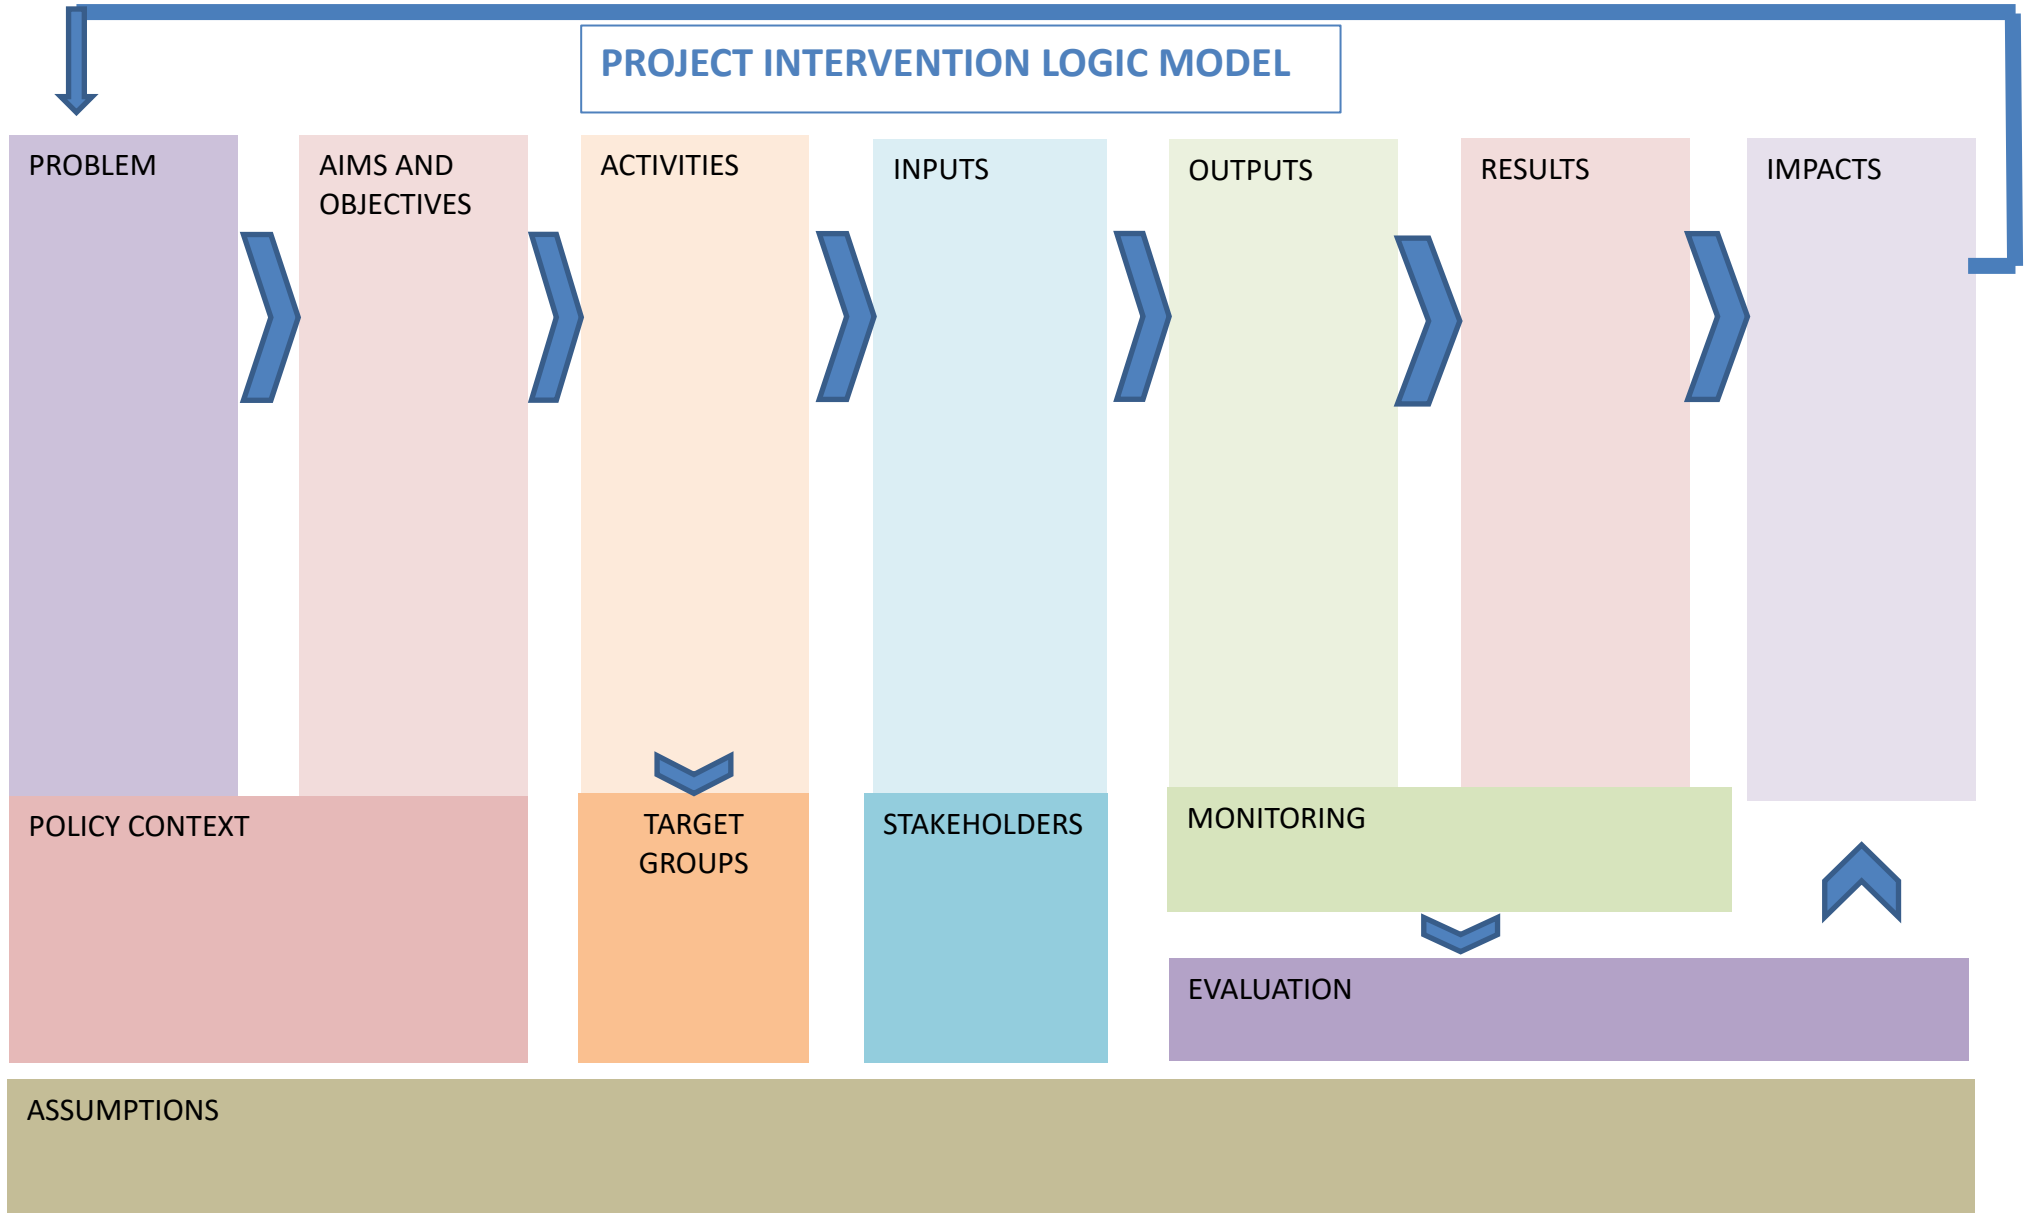 PROJECT INTERVENTION LOGIC MODEL
PROBLEM
AIMS AND
OBJECTIVES
ACTIVITIES
INPUTS
OUTPUTS
RESULTS
IMPACTS
POLICY CONTEXT
TARGET
GROUPS
STAKEHOLDERS
MONITORING
EVALUATION
ASSUMPTIONS